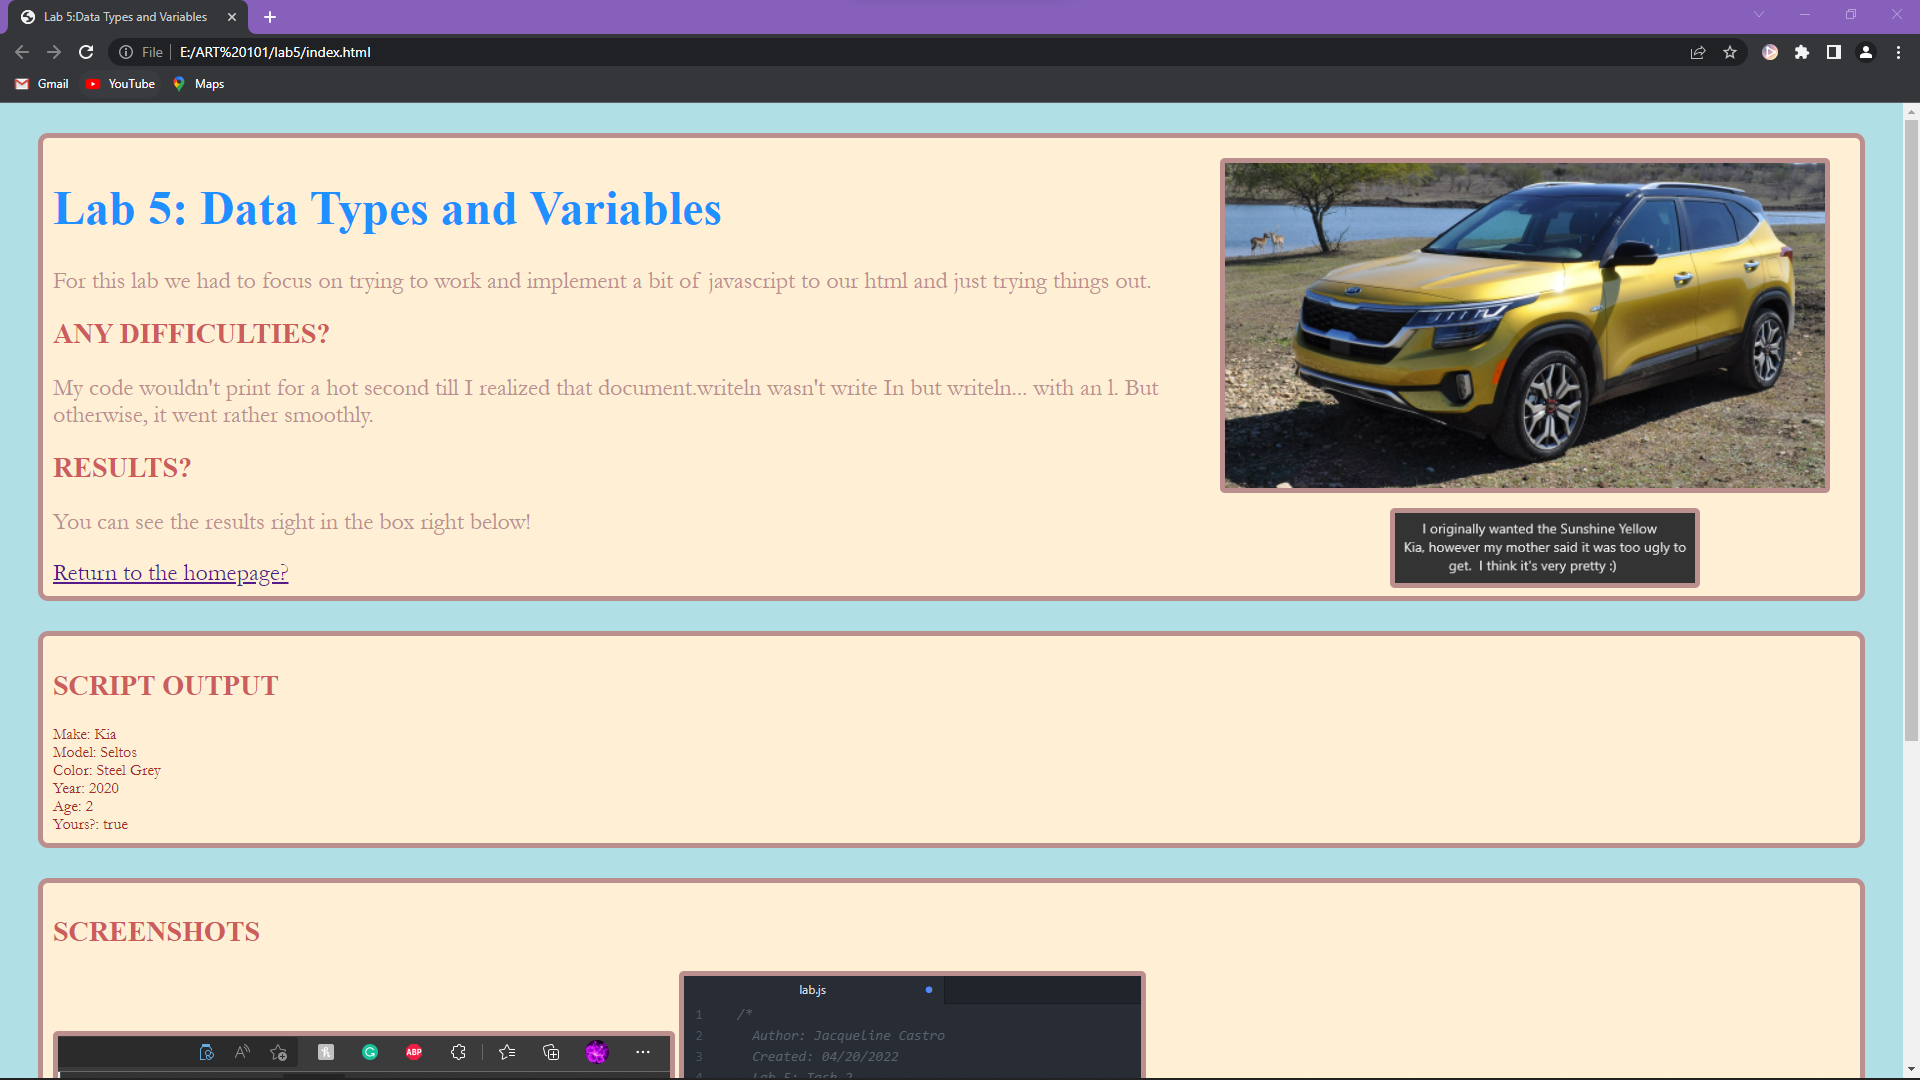 Lab 5:Data Types and Variables
File
E:/ART%20101/lab5/index.html
Gmail
YouTube
Maps
Lab 5: Data Types and Variables
For this lab we had to focus on trying to work and implement a bit of javascript to our html and just trying things out.
ANY DIFFICULTIES?
My code wouldn't print for a hot second till I realized that document.writeln wasn't write In but writeln... with an l. But
otherwise, it went rather smoothly.
RESULTS?
You can see the results right in the box right below!
Return to the homepage?
I originally wanted the Sunshine Yellow
Kia, however my mother said it was too ugly to
get. I think it's very pretty :)
SCRIPT OUTPUT
Make: Kia
Model: Seltos
Color: Steel Grey
Year: 2020
Age: 2
Yours?: true
SCREENSHOTS
ABP
lab.js
1 /*
2 Author: Jacqueline Castro
3 Created: 04/20/2022
4 Lab 5: Task 2